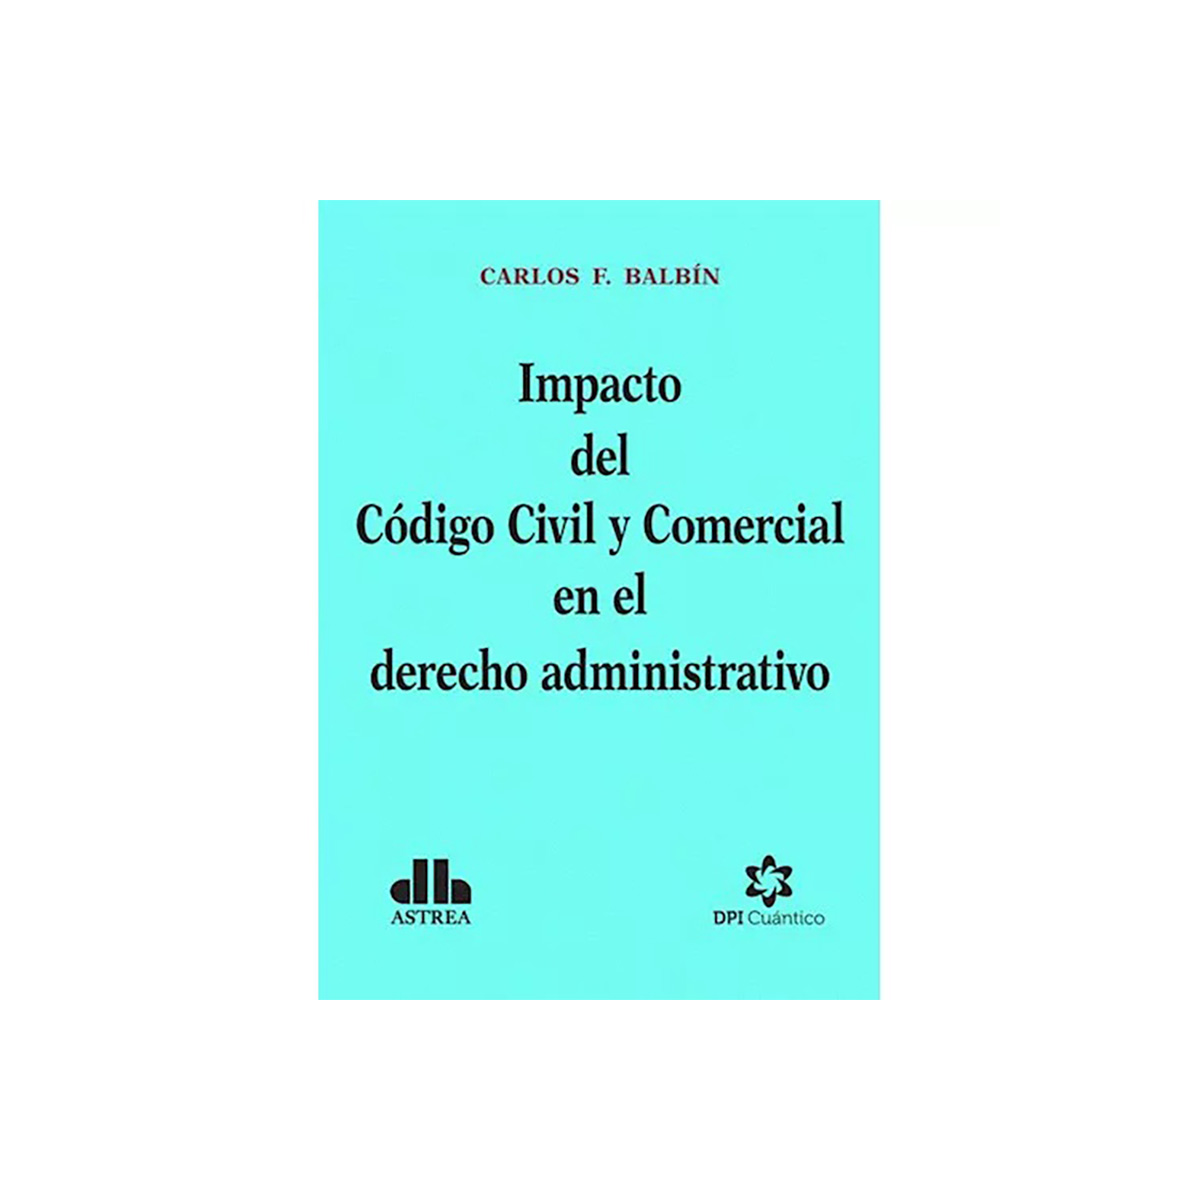 CARLOS F. BALBÍN
Impacto
del
Código Civil y Comercial
en el
derecho administrativo
ASTREA
DPI Cuántico